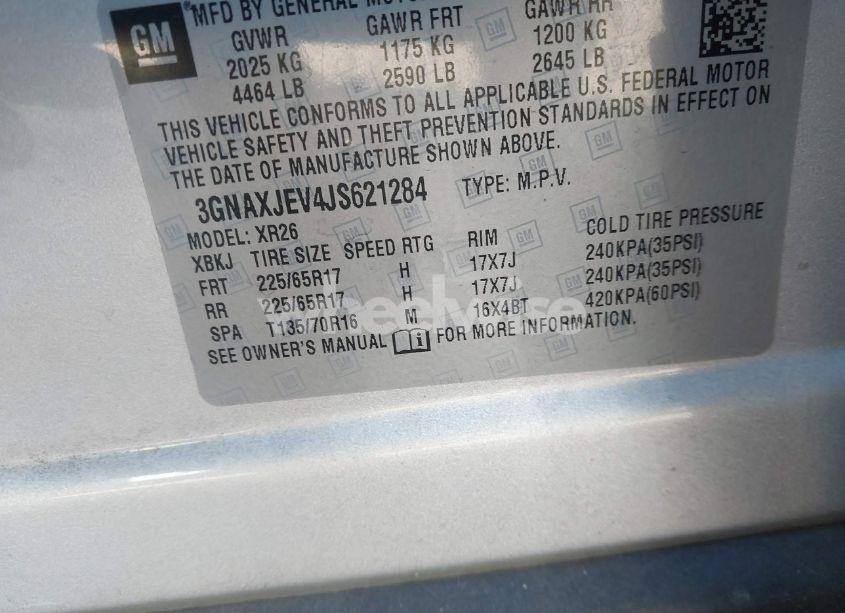 MFD BY GENERAL
GM
GVWR GAWR FRT GAWR RR
2025 KG 1175 KG 1200 KG
4464 LB 2590 LB 2645 LB
THIS VEHICLE CONFORMS TO ALL APPLICABLE U.S. FEDERAL MOTOR
VEHICLE SAFETY AND THEFT PREVENTION STANDARDS IN EFFECT ON
THE DATE OF MANUFACTURE SHOWN ABOVE.
3GNAXJEV4JS621284 TYPE: M.P.V.
MODEL: XR26
XBKJ TIRE SIZE SPEED RTG RIM COLD TIRE PRESSURE
FRT 225/65R17 H 17X7J 240KPA(35PSI)
RR 225/65R17 H 17X7J 240KPA(35PSI)
SPA T135/70R16 M 16X4BT 420KPA(60PSI)
SEE OWNER'S MANUAL FOR MORE INFORMATION.